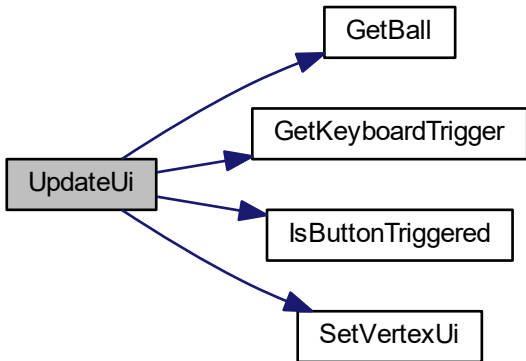 GetBall
GetKeyboardTrigger
UpdateUi
IsButtonTriggered
SetVertexUi